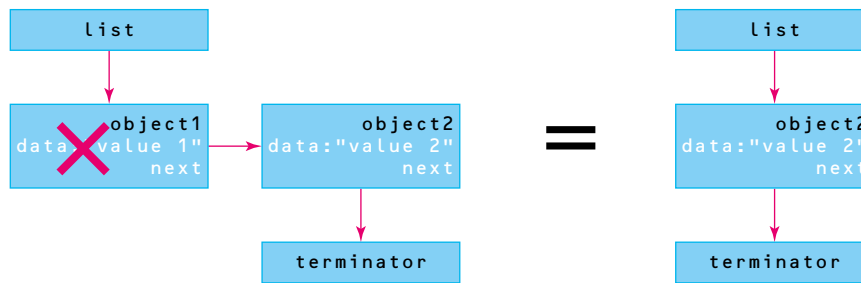 list
object1
data:"value 1"
next
object2
data:"value 2"
next
terminator
=
list
object2
data:"value 2"
next
terminator